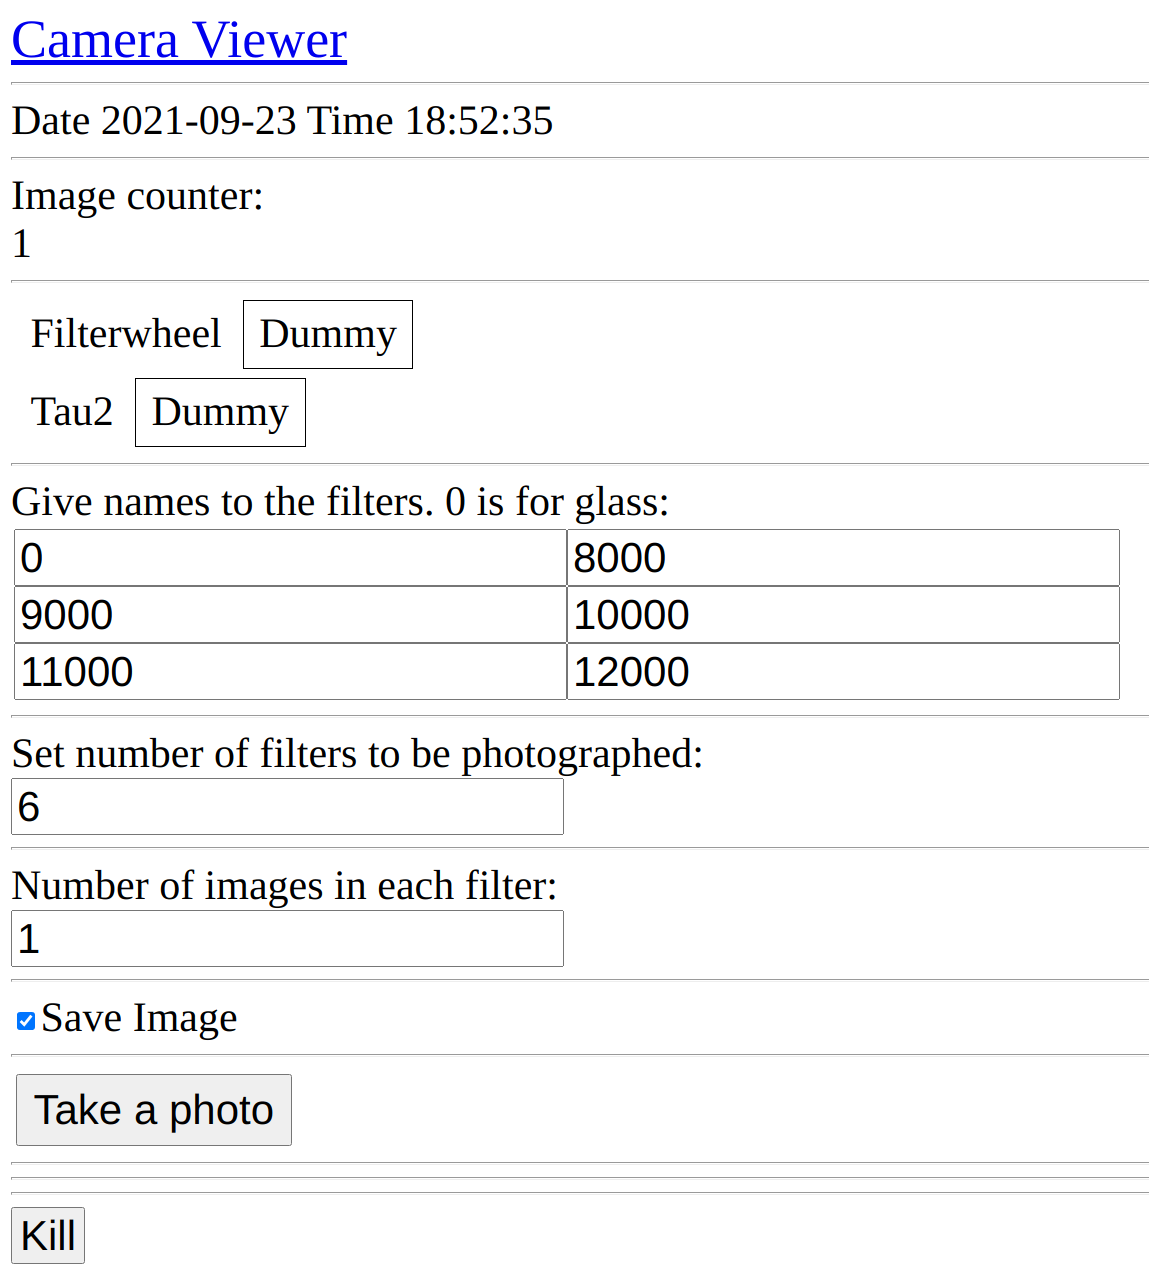 Camera Viewer
Date 2021-09-23 Time 18:52:35
Image counter:
1
Filterwheel Dummy
Tau2 Dummy
Give names to the filters. 0 is for glass:
0 8000
9000 10000
11000 12000
Set number of filters to be photographed:
6
Number of images in each filter:
1
Save Image
Take a photo
Kill